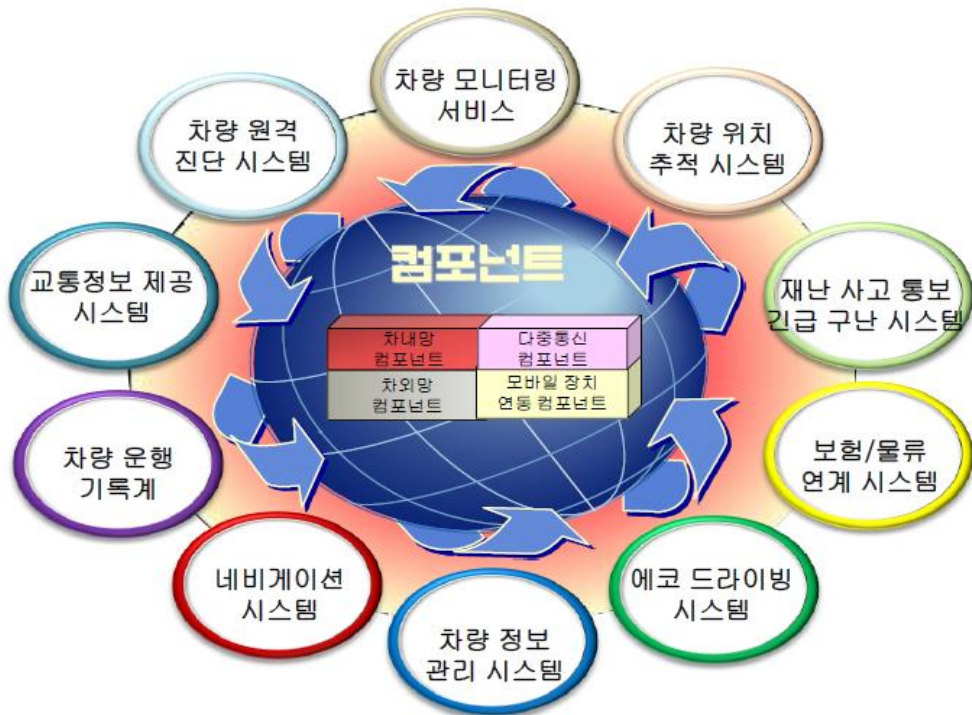 차량 모니터링
서비스
차량 원격
진단 시스템
차량 위치
추적 시스템
교통정보 제공
시스템
재난 사고 통보
긴급 구난 시스템
컴포넌트
차내망
컴포넌트
다중통신
컴포넌트
차외망
컴포넌트
모바일 장치
연동 컴포넌트
차량 운행
기록계
보험/물류
연계 시스템
네비게이션
시스템
에코 드라이빙
시스템
차량 정보
관리 시스템